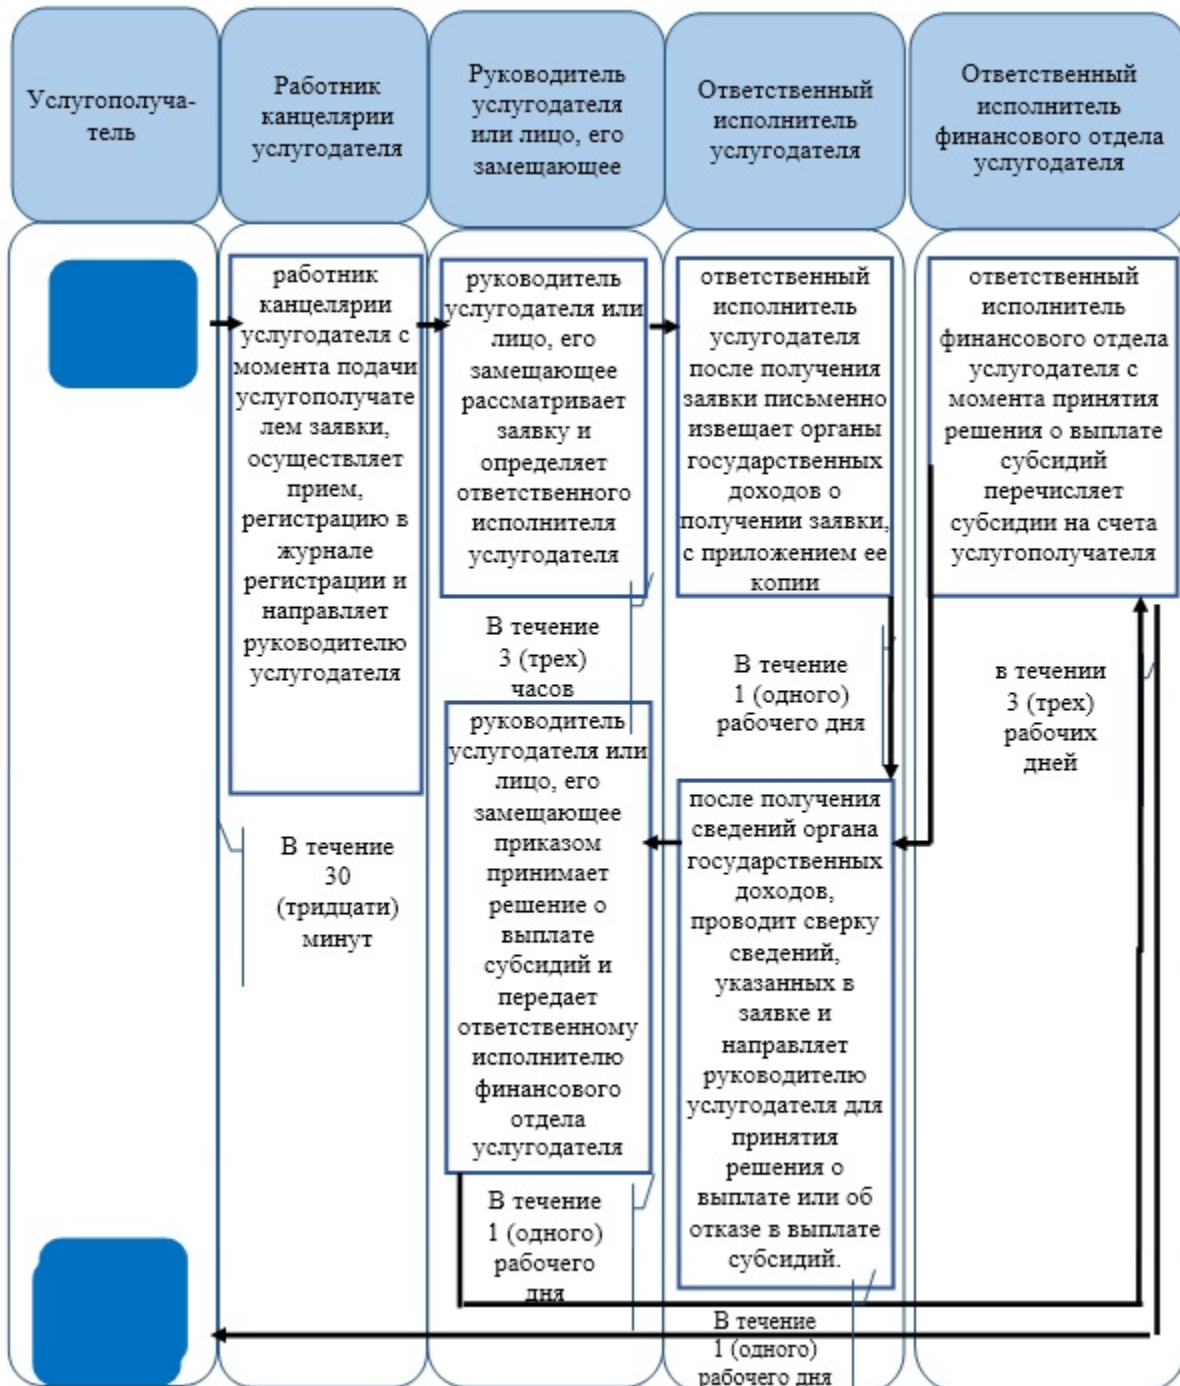 Услугополуча-
тель
Работник
канцелярии
услугодателя
Руководитель
услугодателя
или лицо, его
замещающее
Ответственный
исполнитель
услугодателя
Ответственный
исполнитель
финансового отдела
услугодателя
работник
канцелярии
услугодателя с
момента подачи
услугополучате
лем заявки,
осуществляет
прием,
регистрацию в
журнале
регистрации и
направляет
руководителю
услугодателя
В течение
30
(тридцати)
минут
руководитель
услугодателя или
лицо, его
замещающее
рассматривает
заявку и
определяет
ответственного
исполнителя
услугодателя
В течение
3 (трех)
часов
руководитель
услугодателя или
лицо, его
замещающее
приказом
принимает
решение о
выплате
субсидий и
передает
ответственному
исполнителю
финансового
отдела
услугодателя
В течение
1 (одного)
рабочего
дня
ответственный
исполнитель
услугодателя
после получения
заявки письменно
извещает органы
государственных
доходов о
получении заявки,
с приложением ее
копии
В течение
1 (одного)
рабочего дня
после получения
сведений органа
государственных
доходов,
проводит сверку
сведений,
указанных в
заявке и
направляет
руководителю
услугодателя для
принятия
решения о
выплате или об
отказе в выплате
субсидий.
В течение
1 (одного)
рабочего дня
ответственный
исполнитель
финансового отдела
услугодателя с
момента принятия
решения о выплате
субсидий
перечисляет
субсидии на счета
услугополучателя
в течении
3 (трех)
рабочих
дней